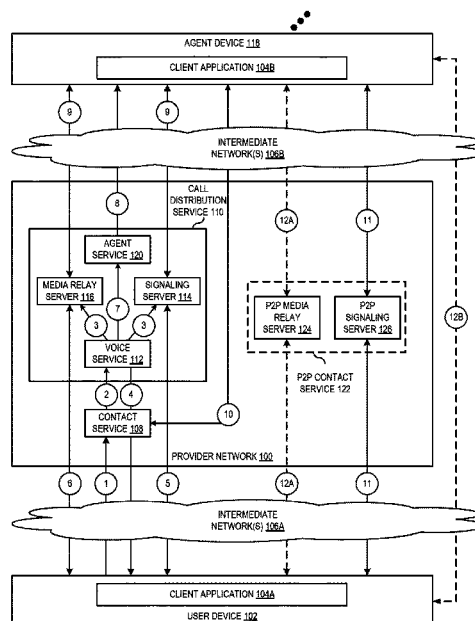 AGENT DEVICE 118
CLIENT APPLICATION 104B
9
9
INTERMEDIATE
NETWORK(S) 106B
CALL
DISTRIBUTION
SERVICE 110
8
12A
11
AGENT
SERVICE 120
MEDIA RELAY
SERVER 116
7
SIGNALING
SERVER 114
P2P MEDIA
RELAY
SERVER 124
P2P
SIGNALING
SERVER 126
12B
3
3
VOICE
SERVICE 112
P2P CONTACT
SERVICE 122
2
4
10
CONTACT
SERVICE 108
PROVIDER NETWORK 100
6
1
5
12A
11
INTERMEDIATE
NETWORK(S) 106A
CLIENT APPLICATION 104A
USER DEVICE 102